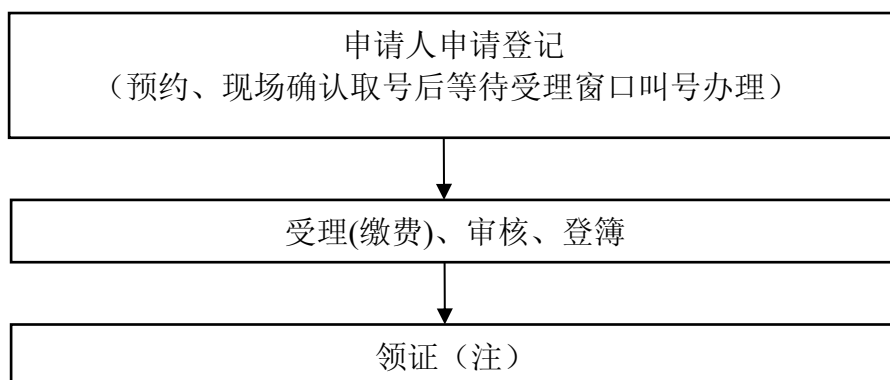 申请人申请登记
（预约、现场确认取号后等待受理窗口叫号办理）
受理(缴费)、审核、登簿
领证（注）